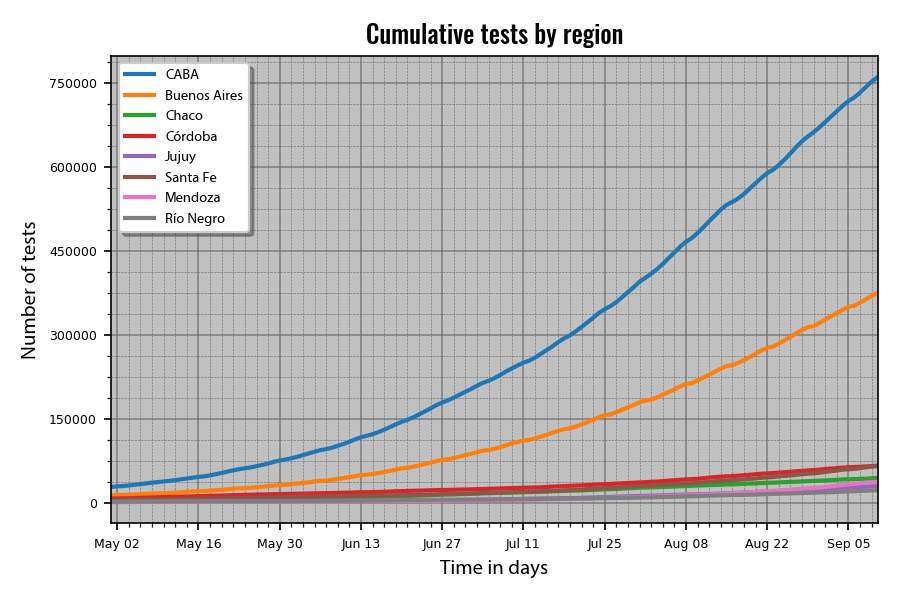 Cumulative tests by region
CABA
Buenos Aires
Chaco
Córdoba
Jujuy
Santa Fe
Mendoza
Río Negro
Number of tests
750000
600000
450000
300000
150000
0
May 02 May 16 May 30 Jun 13 Jun 27 Jul 11 Jul 25 Aug 08 Aug 22 Sep 05
Time in days